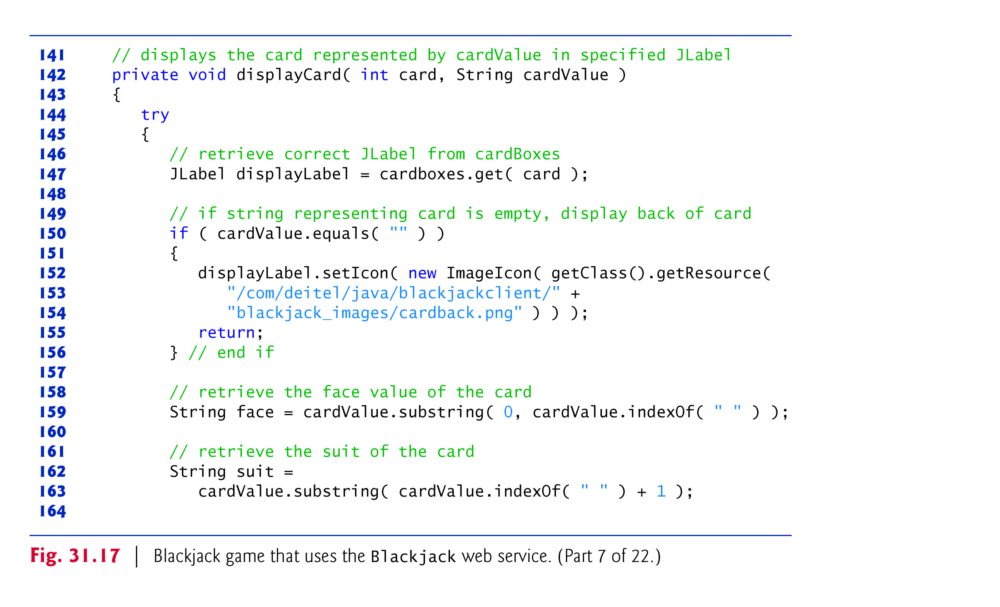 141 // displays the card represented by cardValue in specified JLabel
142 private void displayCard( int card, String cardValue )
143 {
144 try
145 {
146 // retrieve correct JLabel from cardBoxes
147 JLabel displayLabel = cardboxes.get( card );
148
149 // if string representing card is empty, display back of card
150 if ( cardValue.equals( "" ) )
151 {
152 displayLabel.setIcon( new ImageIcon( getClass().getResource(
153 "/com/deitel/java/blackjackclient/" +
154 "blackjack_images/cardback.png" ) ) );
155 return;
156 } // end if
157
158 // retrieve the face value of the card
159 String face = cardValue.substring( 0, cardValue.indexOf( " " ) );
160
161 // retrieve the suit of the card
162 String suit =
163 cardValue.substring( cardValue.indexOf( " " ) + 1 );
164
Fig. 31.17 | Blackjack game that uses the Blackjack web service. (Part 7 of 22.)